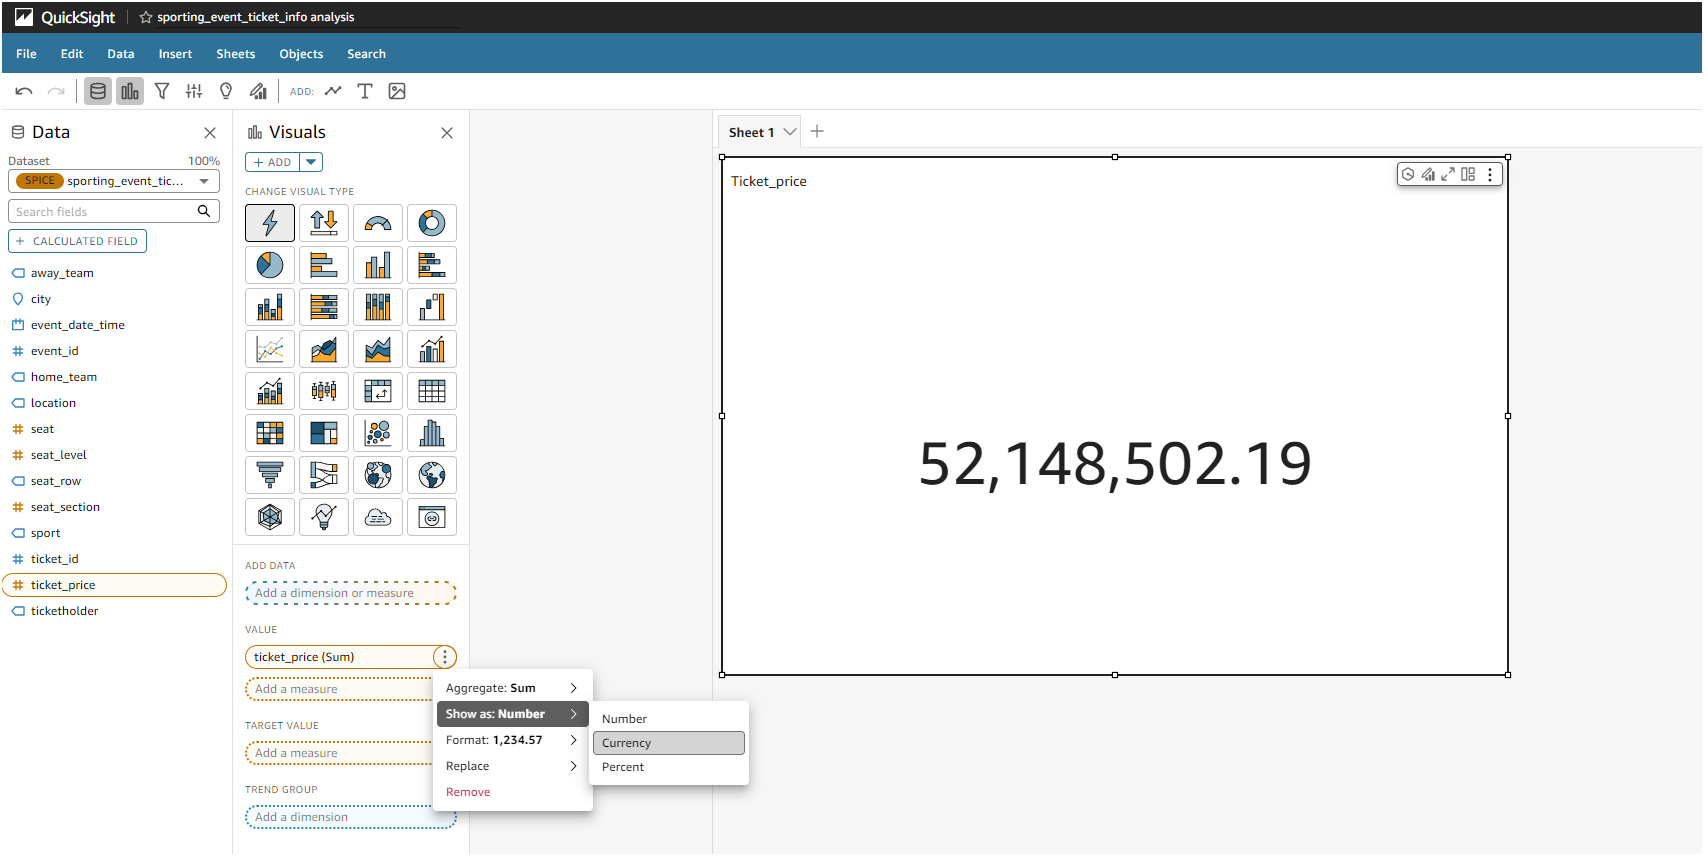 QuickSight
sporting_event_ticket_info analysis
File Edit Data Insert Sheets Objects Search
ADD:
Data
Dataset 100%
SPICE sporting_event_tic...
Search fields
+ CALCULATED FIELD
away_team
city
event_date_time
event_id
home_team
location
seat
seat_level
seat_row
seat_section
sport
ticket_id
ticket_price
ticketholder
Visuals
+ ADD
CHANGE VISUAL TYPE
ADD DATA
Add a dimension or measure
VALUE
ticket_price (Sum)
Add a measure
TARGET VALUE
Add a measure
TREND GROUP
Add a dimension
Aggregate: Sum
Show as: Number
Format: 1,234.57
Replace
Remove
Number
Currency
Percent
Sheet 1
Ticket_price
52,148,502.19